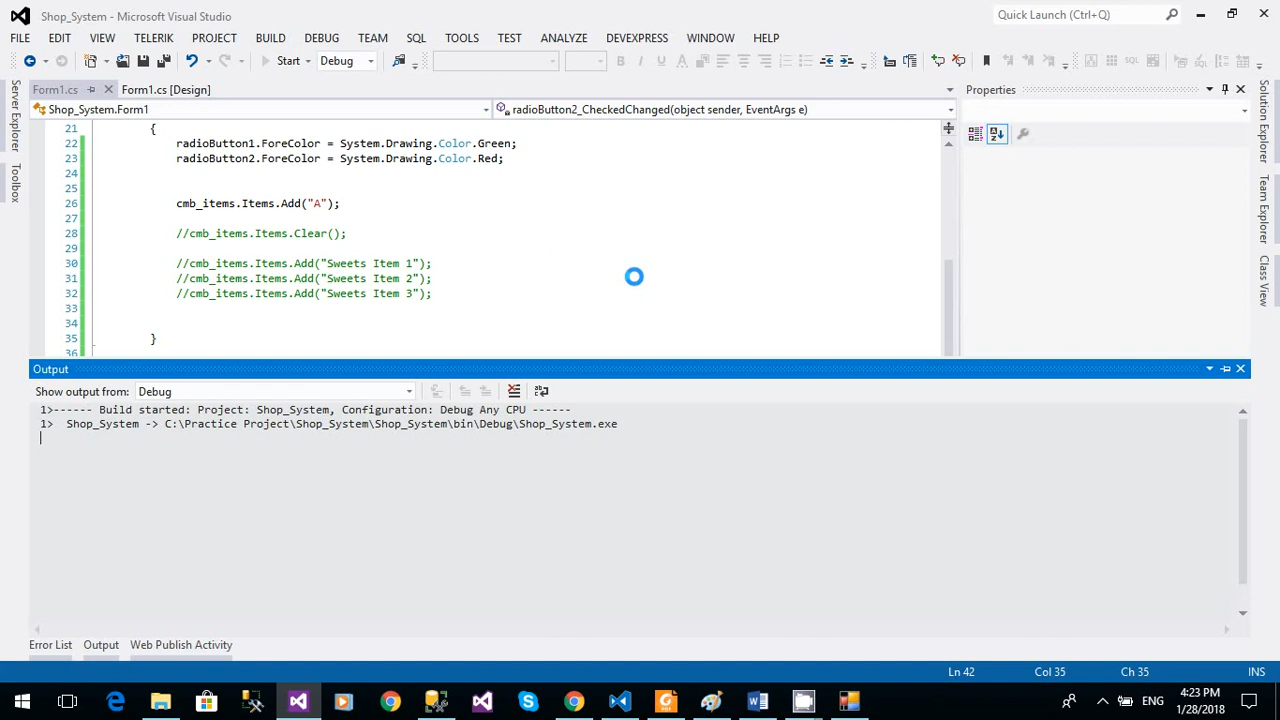 Shop_System - Microsoft Visual Studio
Quick Launch (Ctrl+Q)
FILE EDIT VIEW TELERIK PROJECT BUILD DEBUG TEAM SQL TOOLS TEST ANALYZE DEVEXPRESS WINDOW HELP
Start Debug
Form1.cs Form1.cs [Design]
Properties
Shop_System.Form1 radioButton2_CheckedChanged(object sender, EventArgs e)
Server Explorer
Toolbox
Solution Explorer
Team Explorer
Class View
21 {
22 radioButton1.ForeColor = System.Drawing.Color.Green;
23 radioButton2.ForeColor = System.Drawing.Color.Red;
24
25
26 cmb_items.Items.Add("A");
27
28 //cmb_items.Items.Clear();
29
30 //cmb_items.Items.Add("Sweets Item 1");
31 //cmb_items.Items.Add("Sweets Item 2");
32 //cmb_items.Items.Add("Sweets Item 3");
33
34
35 }
36
Output
Show output from: Debug
1>------ Build started: Project: Shop_System, Configuration: Debug Any CPU ------
1> Shop_System -> C:\Practice Project\Shop_System\Shop_System\bin\Debug\Shop_System.exe
Error List Output Web Publish Activity
Ln 42 Col 35 Ch 35 INS
ENG
4:23 PM
1/28/2018